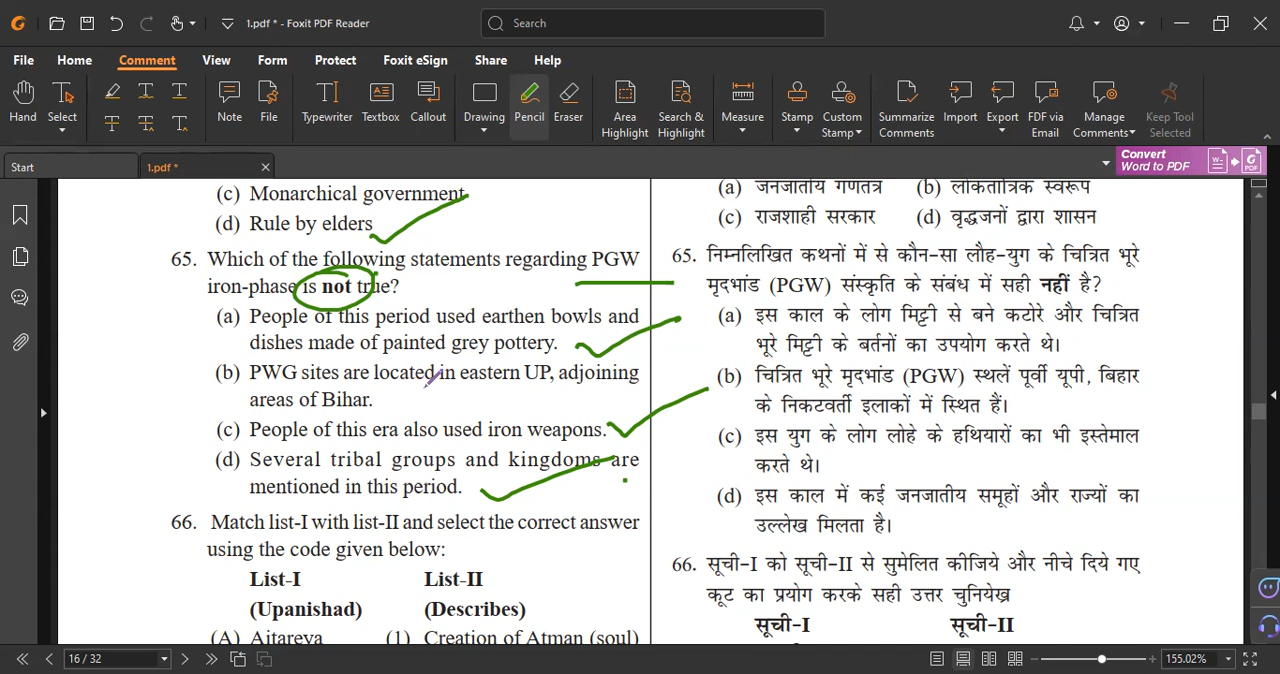 1.pdf * - Foxit PDF Reader
Search
File Home Comment View Form Protect Foxit eSign Share Help
Hand Select Note File Typewriter Textbox Callout Drawing Pencil Eraser Area Highlight Search & Highlight Measure Stamp Custom Stamp Summarize Comments Import Export FDF via Email Manage Comments Keep Tool Selected
Start 1.pdf *
Convert Word to PDF
(c) Monarchical government
(d) Rule by elders
65. Which of the following statements regarding PGW
iron-phase is not true?
(a) People of this period used earthen bowls and
dishes made of painted grey pottery.
(b) PWG sites are located in eastern UP, adjoining
areas of Bihar.
(c) People of this era also used iron weapons.
(d) Several tribal groups and kingdoms are
mentioned in this period.
66. Match list-I with list-II and select the correct answer
using the code given below:
List-I List-II
(Upanishad) (Describes)
(A) Aitareya (1) Creation of Atman (soul)
(a) जनजातीय गणतंत्र (b) लोकतांत्रिक स्वरूप
(c) राजशाही सरकार (d) वृद्धजनों द्वारा शासन
65. निम्नलिखित कथनों में से कौन-सा लौह-युग के चित्रित भूरे
मृदभांड (PGW) संस्कृति के संबंध में सही नहीं है?
(a) इस काल के लोग मिट्टी से बने कटोरे और चित्रित
भूरे मिट्टी के बर्तनों का उपयोग करते थे।
(b) चित्रित भूरे मृदभांड (PGW) स्थलें पूर्वी यूपी, बिहार
के निकटवर्ती इलाकों में स्थित हैं।
(c) इस युग के लोग लोहे के हथियारों का भी इस्तेमाल
करते थे।
(d) इस काल में कई जनजातीय समूहों और राज्यों का
उल्लेख मिलता है।
66. सूची-I को सूची-II से सुमेलित कीजिये और नीचे दिये गए
कूट का प्रयोग करके सही उत्तर चुनियेख्र
सूची-I सूची-II
16 / 32
155.02%